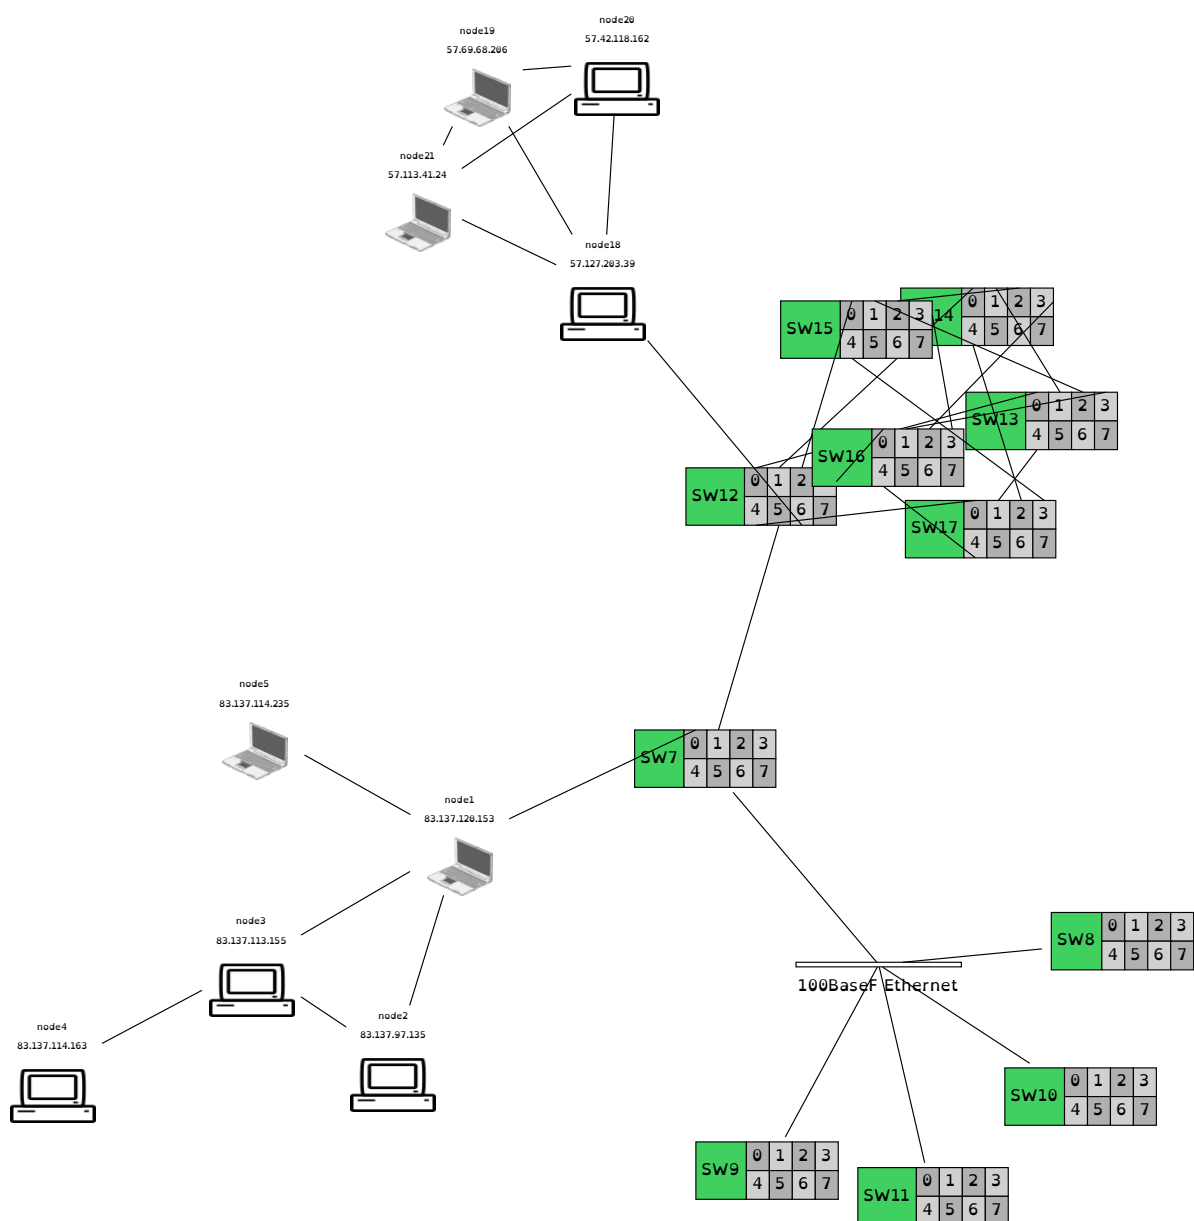 node20
57.42.118.162
node19
57.69.68.206
node21
57.113.41.24
node18
57.127.203.39
14
0 1 2 3
4 5 6 7
SW15
0 1 2 3
4 5 6 7
SW13
0 1 2 3
4 5 6 7
SW16
0 1 2 3
4 5 6 7
SW12
0 1 2
4 5 6 7
SW17
0 1 2 3
4 5 6 7
node5
83.137.114.235
SW7
0 1 2 3
4 5 6 7
node1
83.137.120.153
node3
83.137.113.155
SW8
0 1 2 3
4 5 6 7
100BaseF Ethernet
node2
83.137.97.135
node4
83.137.114.163
SW10
0 1 2 3
4 5 6 7
SW9
0 1 2 3
4 5 6 7
SW11
0 1 2 3
4 5 6 7